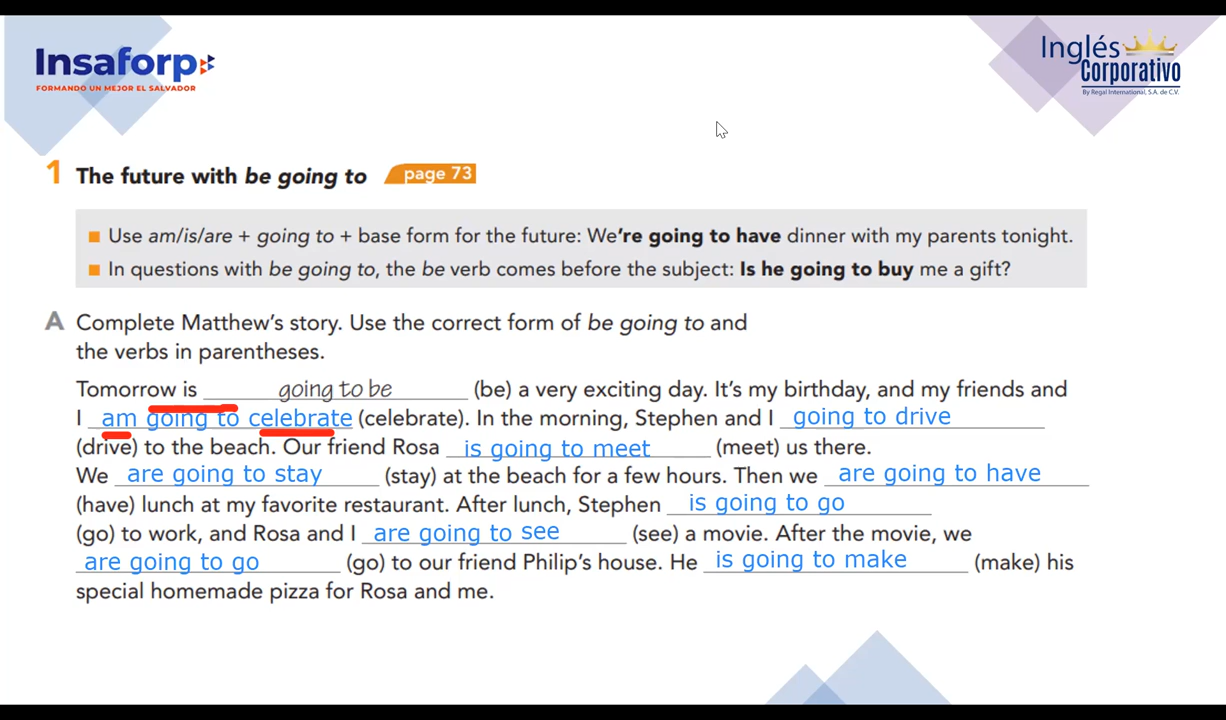 Insaforp
FORMANDO UN MEJOR EL SALVADOR
Inglés
Corporativo
By Regal International, S.A. de C.V.
1 The future with be going to page 73
Use am/is/are + going to + base form for the future: We're going to have dinner with my parents tonight.
In questions with be going to, the be verb comes before the subject: Is he going to buy me a gift?
A Complete Matthew's story. Use the correct form of be going to and
the verbs in parentheses.
Tomorrow is going to be (be) a very exciting day. It's my birthday, and my friends and
I am going to celebrate (celebrate). In the morning, Stephen and I going to drive
(drive) to the beach. Our friend Rosa is going to meet (meet) us there.
We are going to stay (stay) at the beach for a few hours. Then we are going to have
(have) lunch at my favorite restaurant. After lunch, Stephen is going to go
(go) to work, and Rosa and I are going to see (see) a movie. After the movie, we
are going to go (go) to our friend Philip's house. He is going to make (make) his
special homemade pizza for Rosa and me.